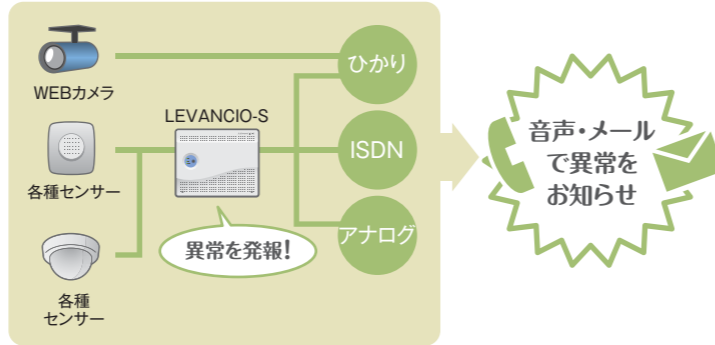 WEBカメラ
各種センサー
各種
センサー
LEVANCIO-S
異常を発報!
ひかり
ISDN
アナログ
音声・メール
で異常を
お知らせ